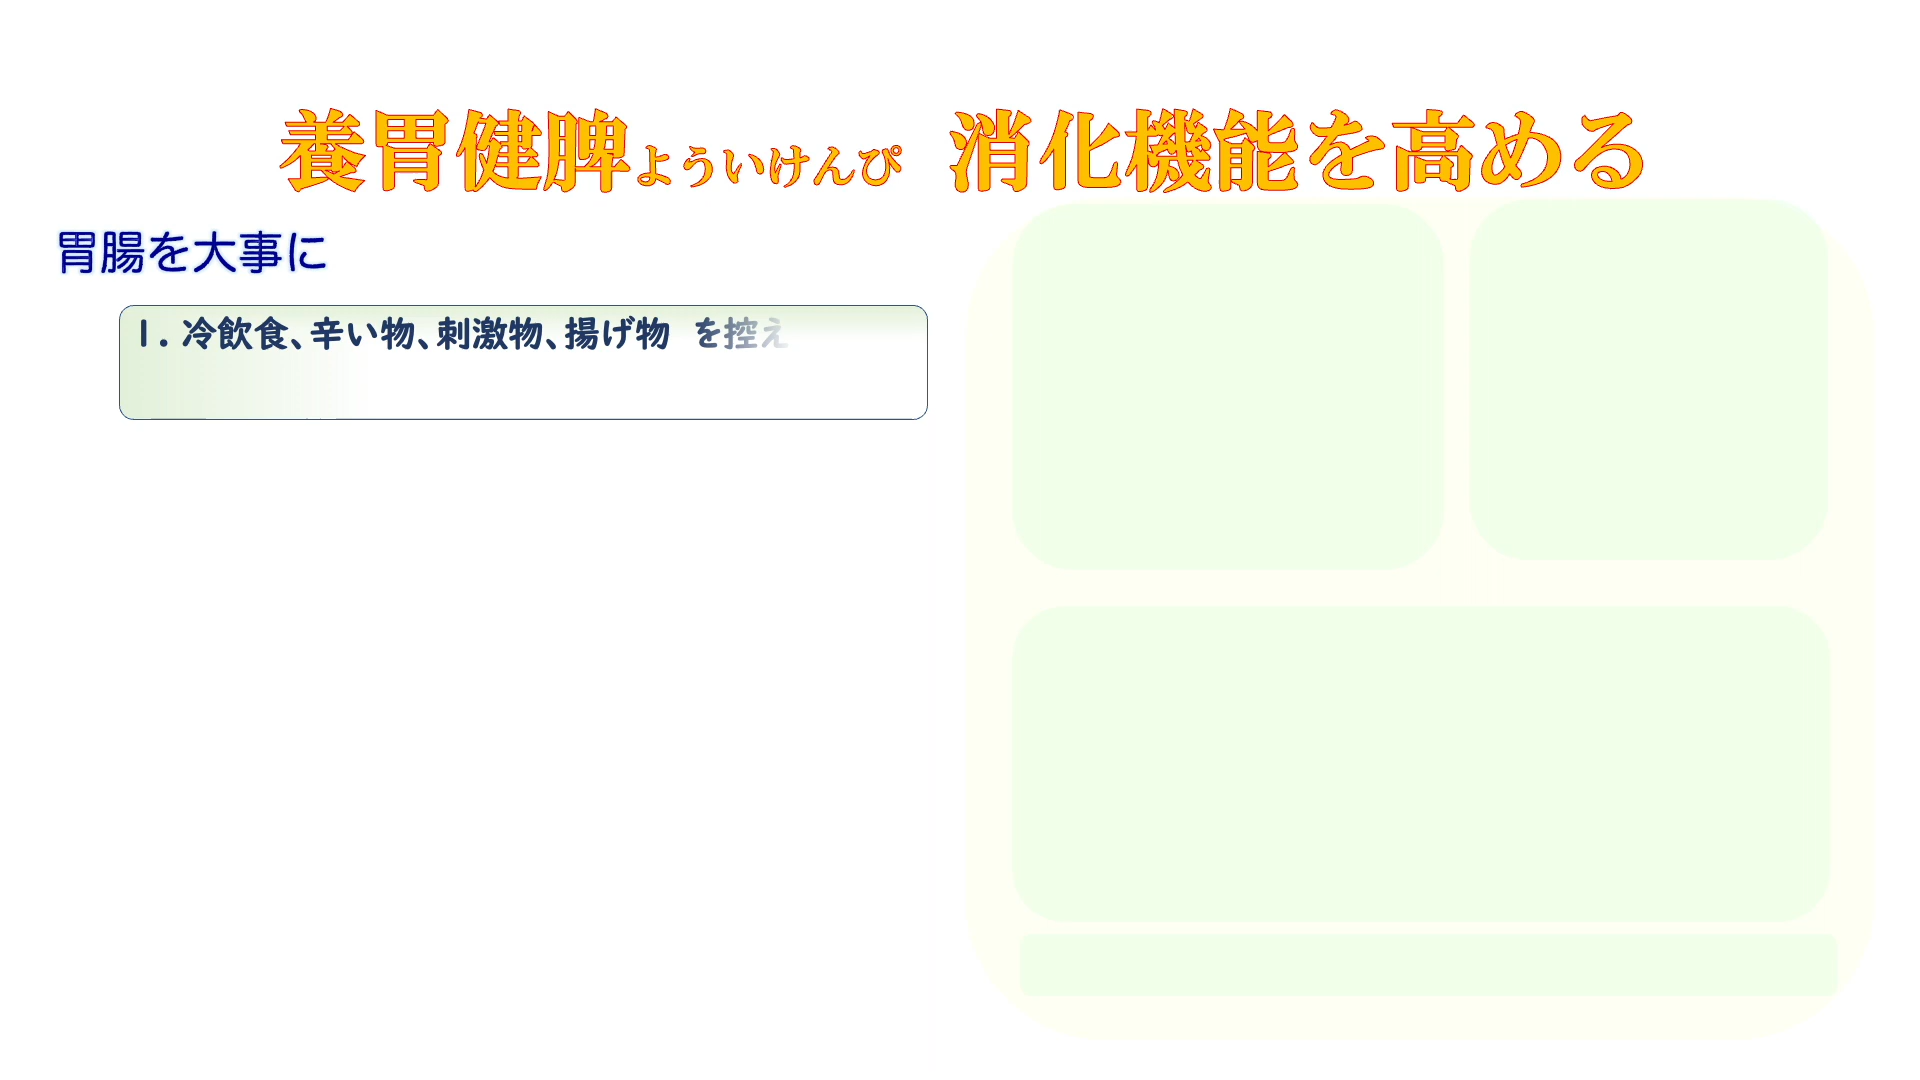 養胃健脾よういけんぴ 消化機能を高める
胃腸を大事に
1. 冷飲食、辛い物、刺激物、揚げ物 を控え